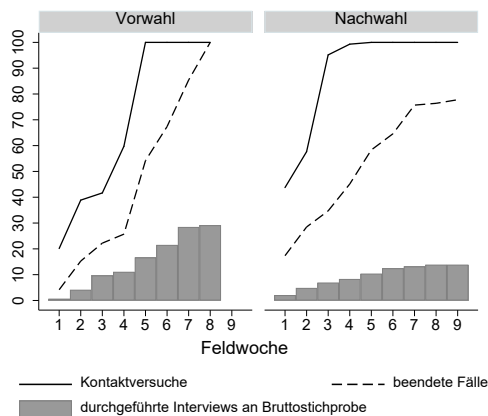 Vorwahl
Nachwahl
100
90
80
70
60
50
40
30
20
10
0
1 2 3 4 5 6 7 8 9
1 2 3 4 5 6 7 8 9
Feldwoche
Kontaktversuche
beendete Fälle
durchgeführte Interviews an Bruttostichprobe